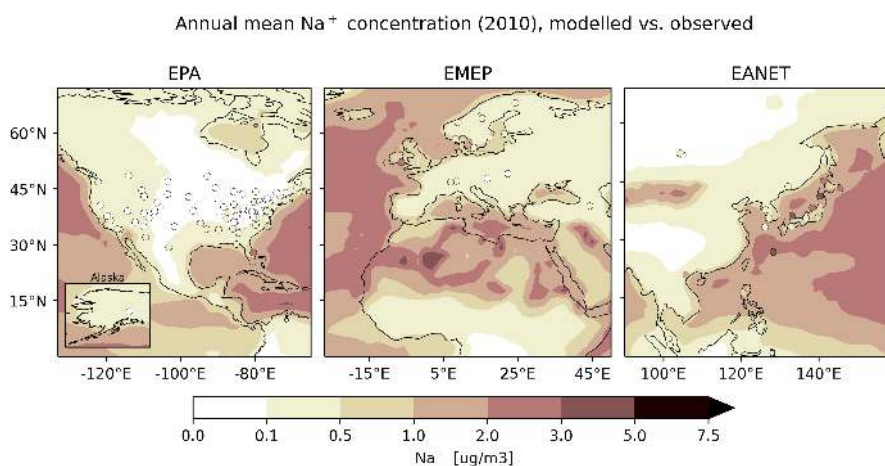 Annual mean Na⁺ concentration (2010), modelled vs. observed
EPA EMEP EANET
60°N
45°N
30°N
15°N
Alaska
-120°E -100°E -80°E -15°E 5°E 25°E 45°E 100°E 120°E 140°E
0.0 0.1 0.5 1.0 2.0 3.0 5.0 7.5
Na [ug/m3]